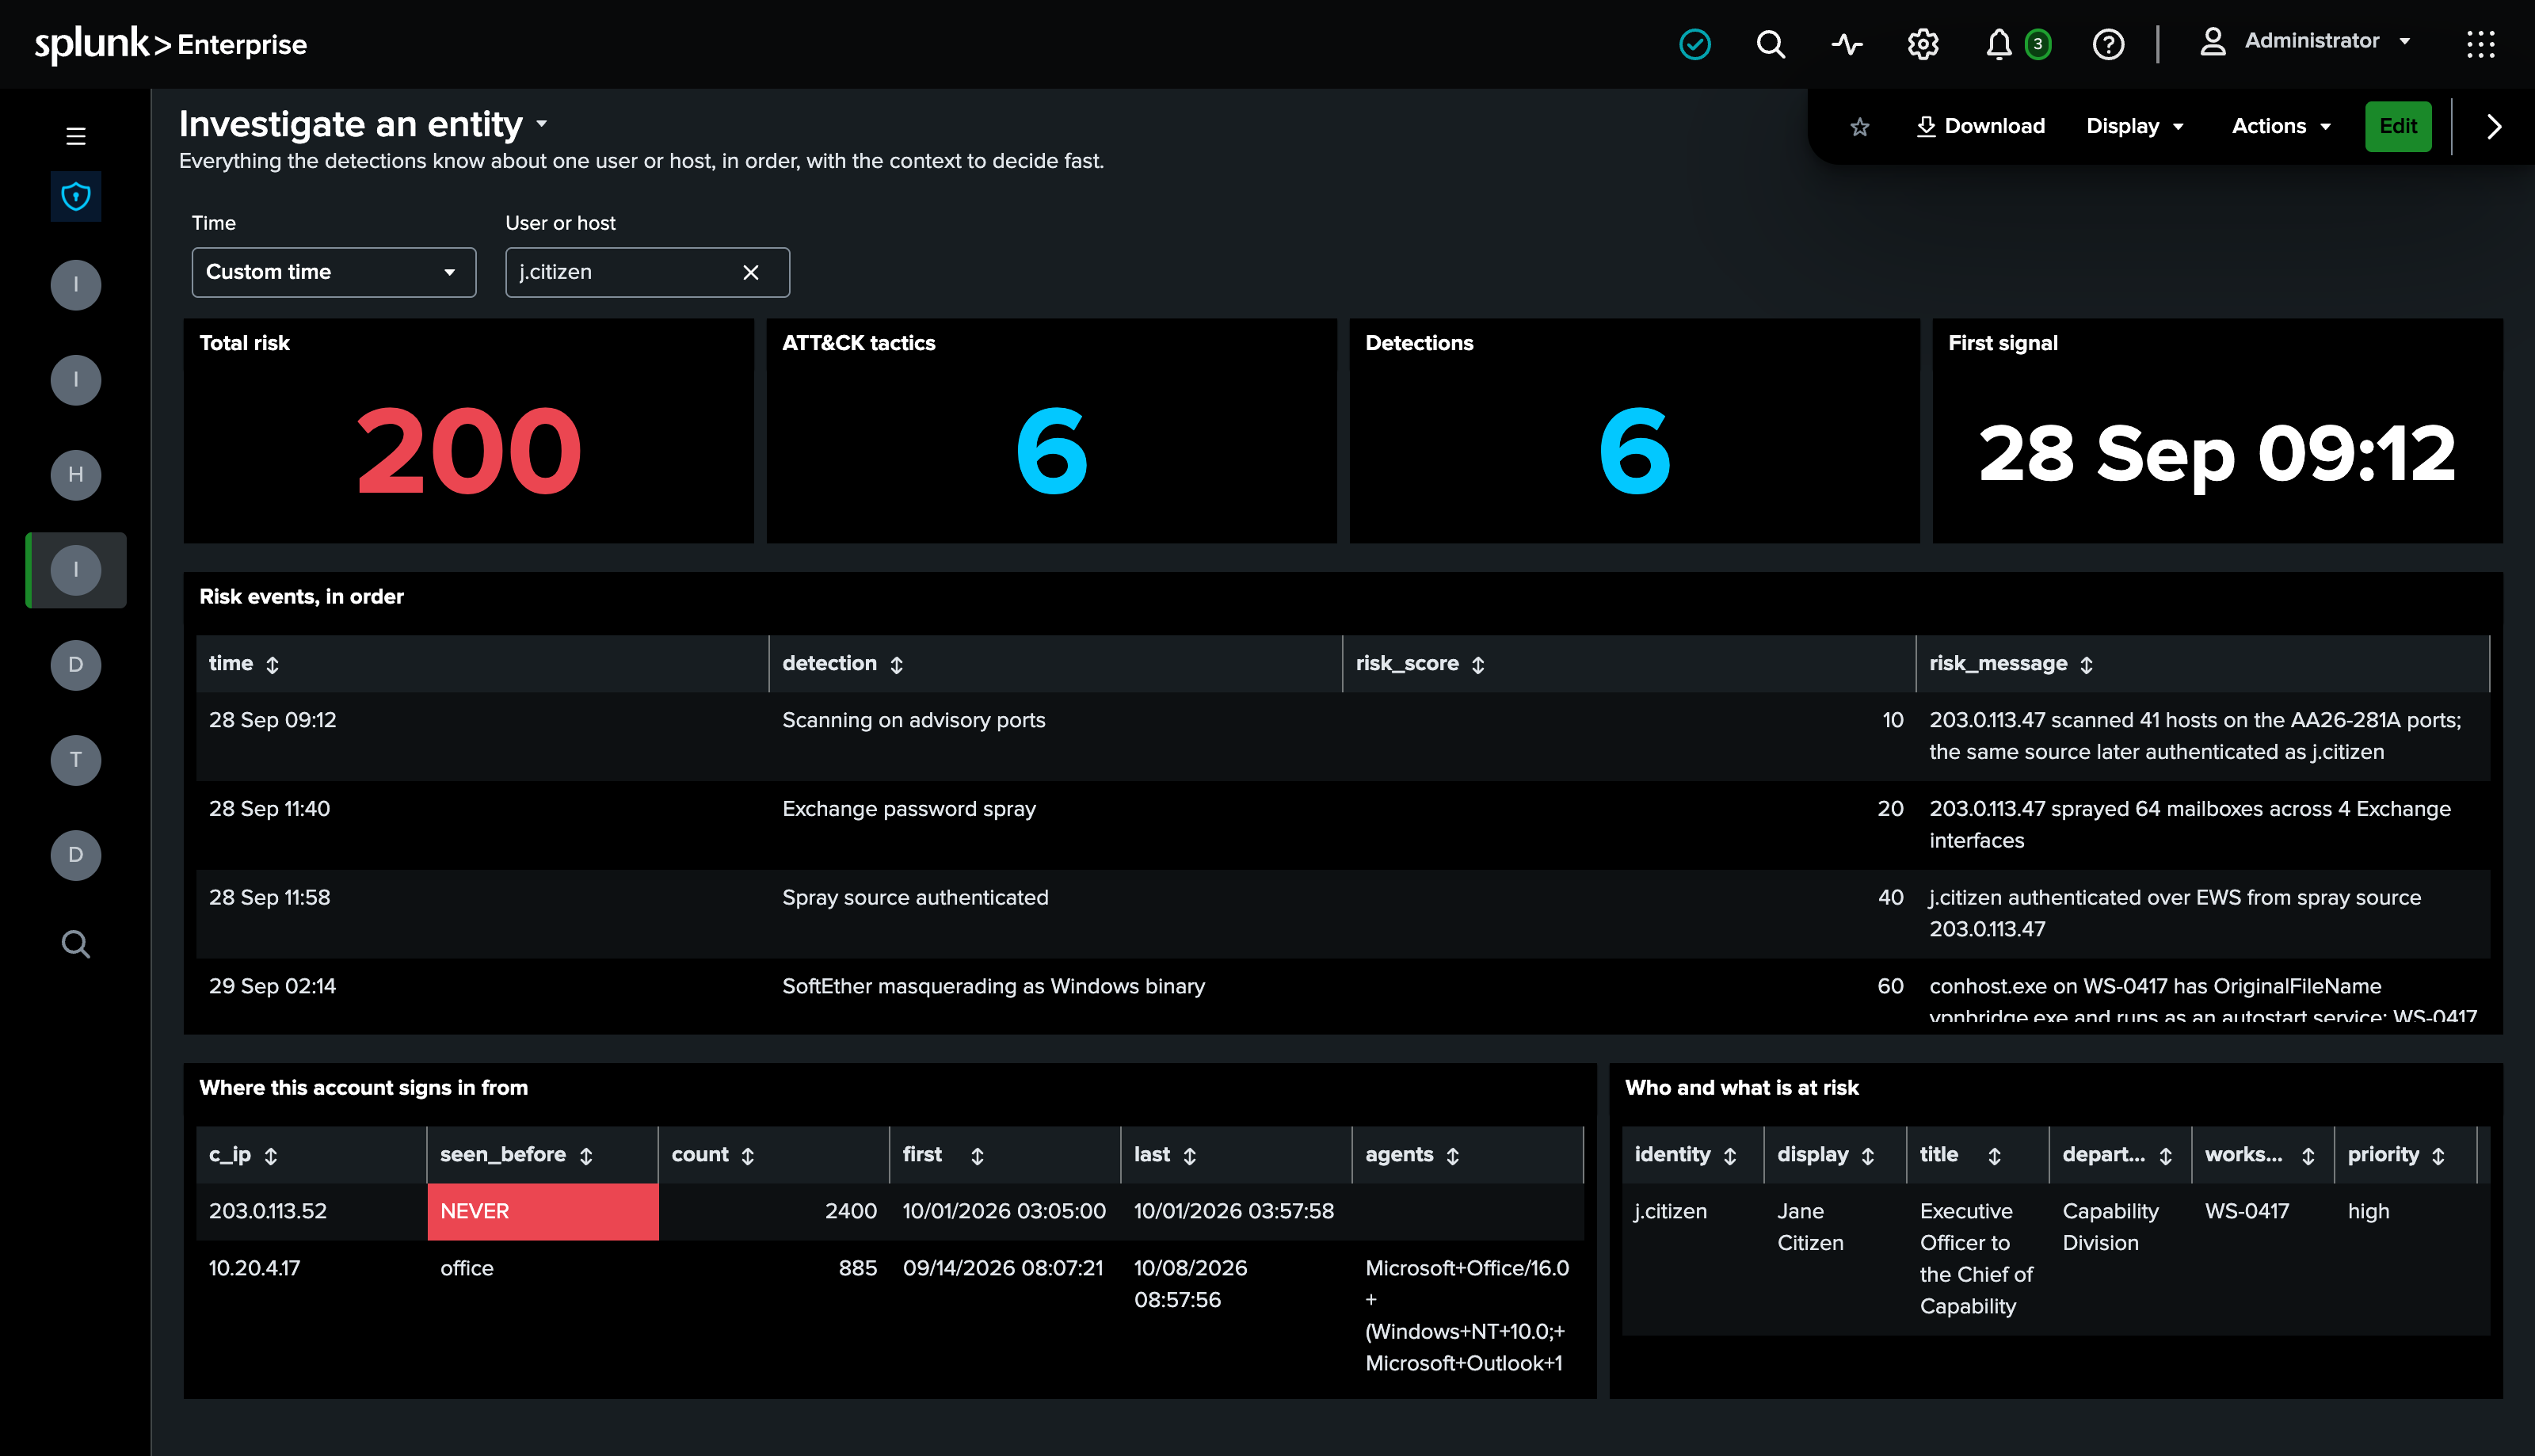 splunk> Enterprise
3
Administrator
Investigate an entity
Everything the detections know about one user or host, in order, with the context to decide fast.
Download
Display
Actions
Edit
I
I
H
I
D
T
D
Time
User or host
Custom time
j.citizen
Total risk
200
ATT&CK tactics
6
Detections
6
First signal
28 Sep 09:12
Risk events, in order
time detection risk_score risk_message
28 Sep 09:12 Scanning on advisory ports 10 203.0.113.47 scanned 41 hosts on the AA26-281A ports;
the same source later authenticated as j.citizen
28 Sep 11:40 Exchange password spray 20 203.0.113.47 sprayed 64 mailboxes across 4 Exchange
interfaces
28 Sep 11:58 Spray source authenticated 40 j.citizen authenticated over EWS from spray source
203.0.113.47
29 Sep 02:14 SoftEther masquerading as Windows binary 60 conhost.exe on WS-0417 has OriginalFileName
vpnbridge.exe and runs as an autostart service; WS-0417
Where this account signs in from
c_ip seen_before count first last agents
203.0.113.52 NEVER 2400 10/01/2026 03:05:00 10/01/2026 03:57:58
10.20.4.17 office 885 09/14/2026 08:07:21 10/08/2026 Microsoft+Office/16.0
08:57:56 +
(Windows+NT+10.0;+
Microsoft+Outlook+1
Who and what is at risk
identity display title depart... works... priority
j.citizen Jane Executive Capability WS-0417 high
Citizen Officer to Division
the Chief of
Capability